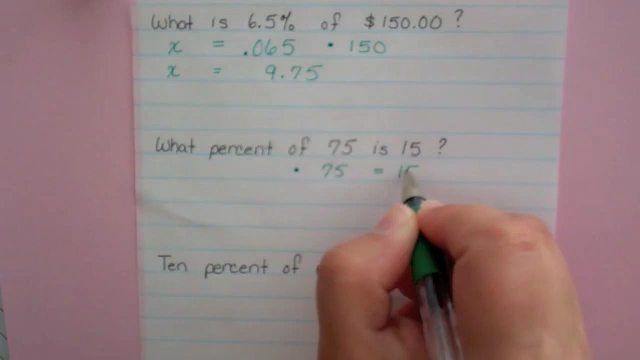 What is 6.5% of $150.00 ?
x = .065 · 150
x = 9.75
What percent of 75 is 15 ?
· 75 = 15
Ten percent of